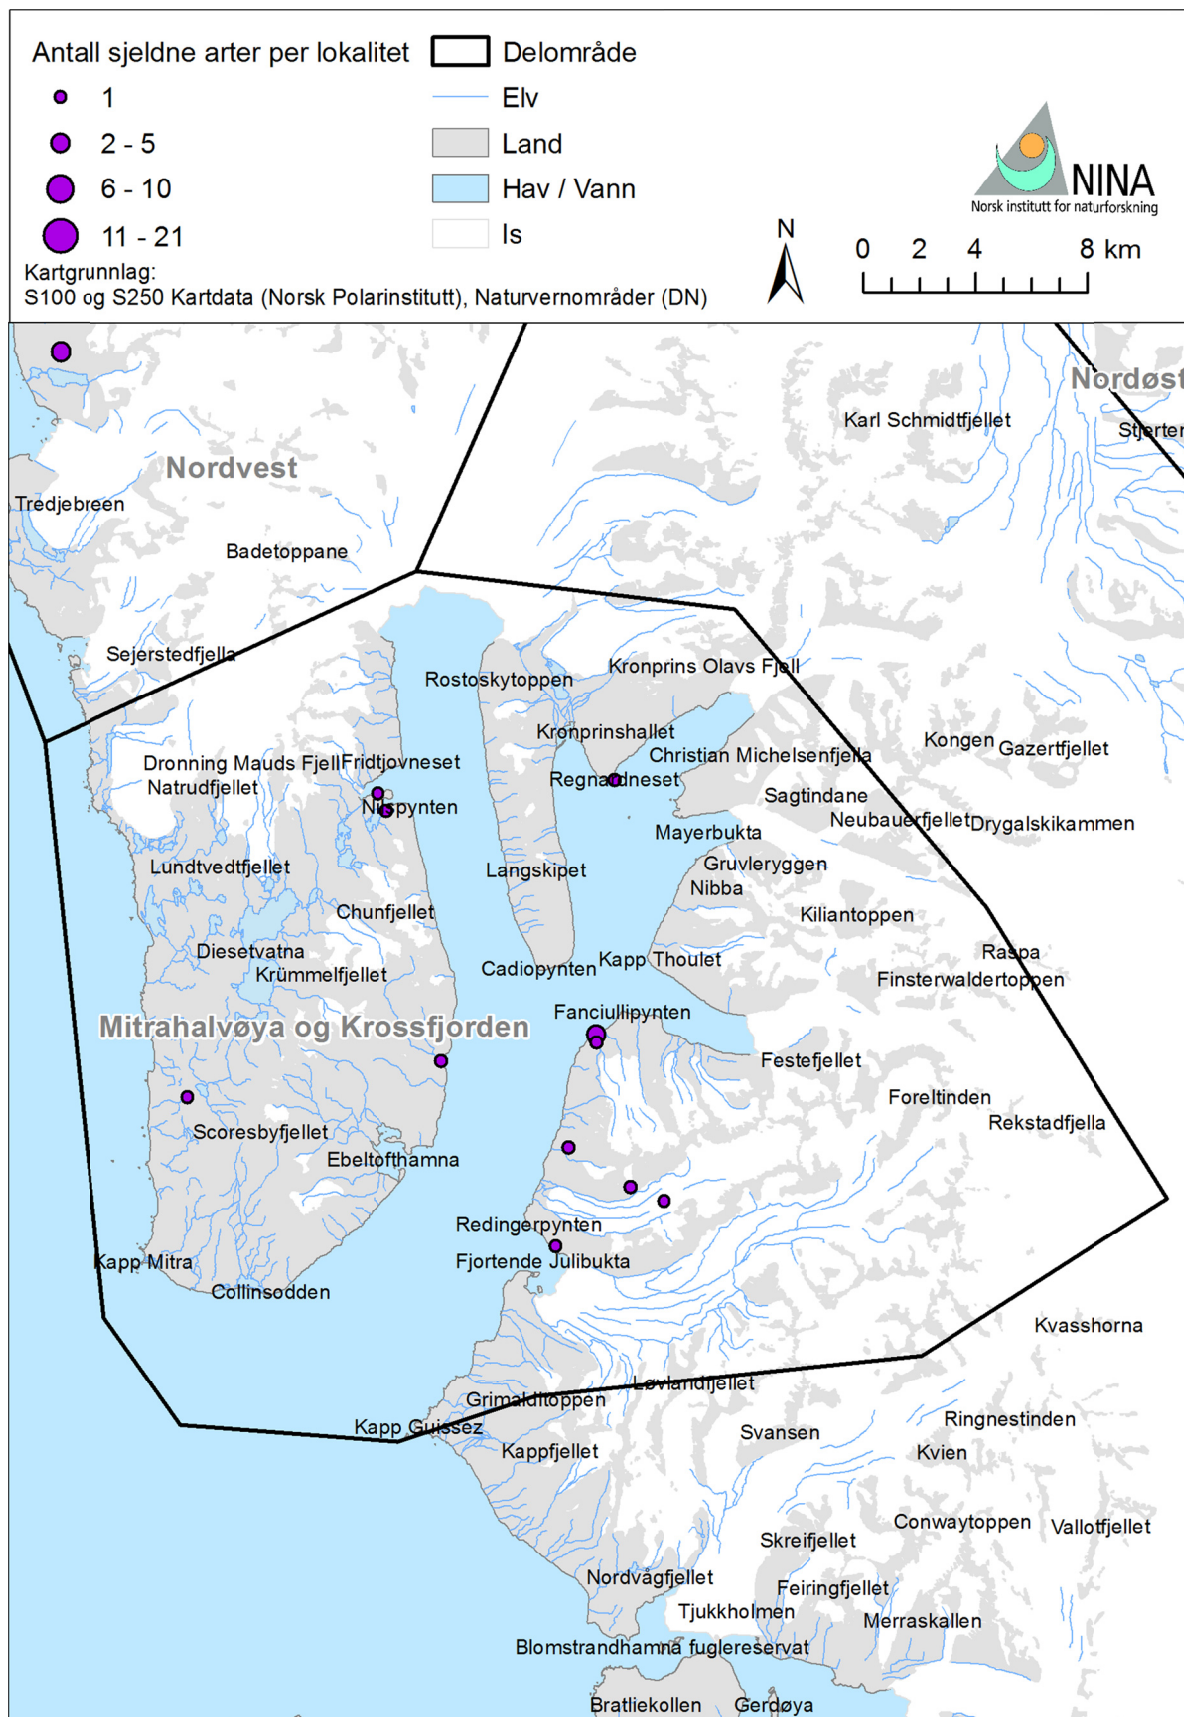 Antall sjeldne arter per lokalitet
1
2 - 5
6 - 10
11 - 21
Delområde
Elv
Land
Hav / Vann
Is
Kartgrunnlag:
S100 og S250 Kartdata (Norsk Polarinstitutt), Naturvernområder (DN)
N
0 2 4 8 km
NINA
Norsk institutt for naturforskning
Nordøst
Karl Schmidtfjellet
Stjerter
Nordvest
Tredjebreen
Badetoppane
Sejerstedfjella
Kronprins Olavs Fjell
Rostoskytoppen
Kronprinshallet
Kongen
Gazertfjellet
Christian Michelsenfjella
Dronning Mauds Fjell
Fridtjovneset
Regnardneset
Natrudfjellet
Sagtindane
Nilspynten
Neubauerfjellet
Drygalskikammen
Mayerbukta
Lundtvedtfjellet
Langskipet
Gruvleryggen
Nibba
Chunfjellet
Kiliantoppen
Diesetvatna
Raspa
Kapp Thoulet
Cadiopynten
Krümmelfjellet
Finsterwaldertoppen
Fanciullipynten
Mitrahalvøya og Krossfjorden
Festefjellet
Foreltinden
Rekstadfjella
Scoresbyfjellet
Ebeltofthamna
Redingerpynten
Kapp Mitra
Fjortende Julibukta
Collinsodden
Kvasshorna
Løvlandfjellet
Grimalditoppen
Ringnestinden
Kapp Guissez
Svansen
Kappfjellet
Kvien
Conwaytoppen
Vallotfjellet
Skreifjellet
Nordvågfjellet
Feiringfjellet
Tjukkholmen
Merraskallen
Blomstrandhamna fuglereservat
Bratliekollen
Gerdøya